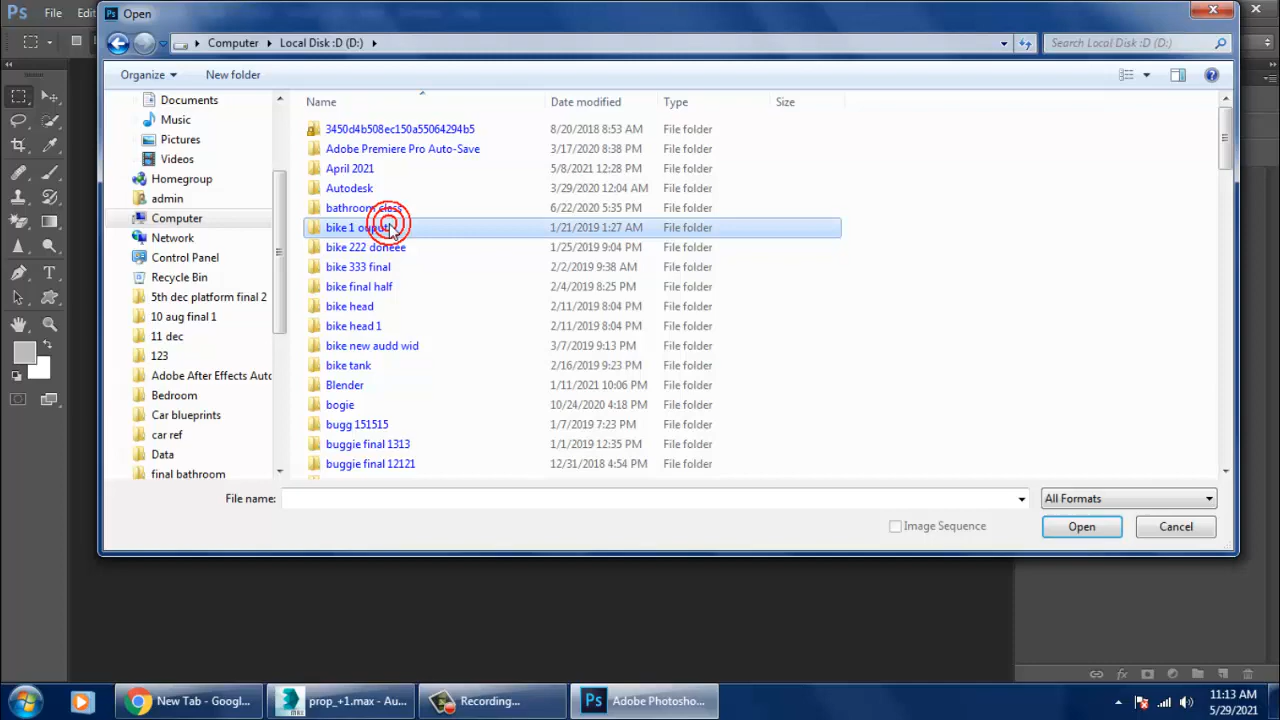 Ps File Edi
Ps Open
Computer Local Disk :D (D:) Search Local Disk :D (D:)
Organize New folder
Name Date modified Type Size
Documents
Music
Pictures
Videos
Homegroup
admin
Computer
Network
Control Panel
Recycle Bin
5th dec platform final 2
10 aug final 1
11 dec
123
Adobe After Effects Auto
Bedroom
Car blueprints
car ref
Data
final bathroom
3450d4b508ec150a55064294b5 8/20/2018 8:53 AM File folder
Adobe Premiere Pro Auto-Save 3/17/2020 8:38 PM File folder
April 2021 5/8/2021 12:28 PM File folder
Autodesk 3/29/2020 12:04 AM File folder
bathroom class 6/22/2020 5:35 PM File folder
bike 1 ouput 1/21/2019 1:27 AM File folder
bike 222 doneee 1/25/2019 9:04 PM File folder
bike 333 final 2/2/2019 9:38 AM File folder
bike final half 2/4/2019 8:25 PM File folder
bike head 2/11/2019 8:04 PM File folder
bike head 1 2/11/2019 8:04 PM File folder
bike new audd wid 3/7/2019 9:13 PM File folder
bike tank 2/16/2019 9:23 PM File folder
Blender 1/11/2021 10:06 PM File folder
bogie 10/24/2020 4:18 PM File folder
bugg 151515 1/7/2019 7:35 PM File folder
buggie final 1313 1/1/2019 12:35 PM File folder
buggie final 12121 12/31/2018 4:54 PM File folder
File name: All Formats
Image Sequence Open Cancel
New Tab - Googl... prop_+1.max - Au... Recording... Ps Adobe Photosho... 11:13 AM
5/29/2021